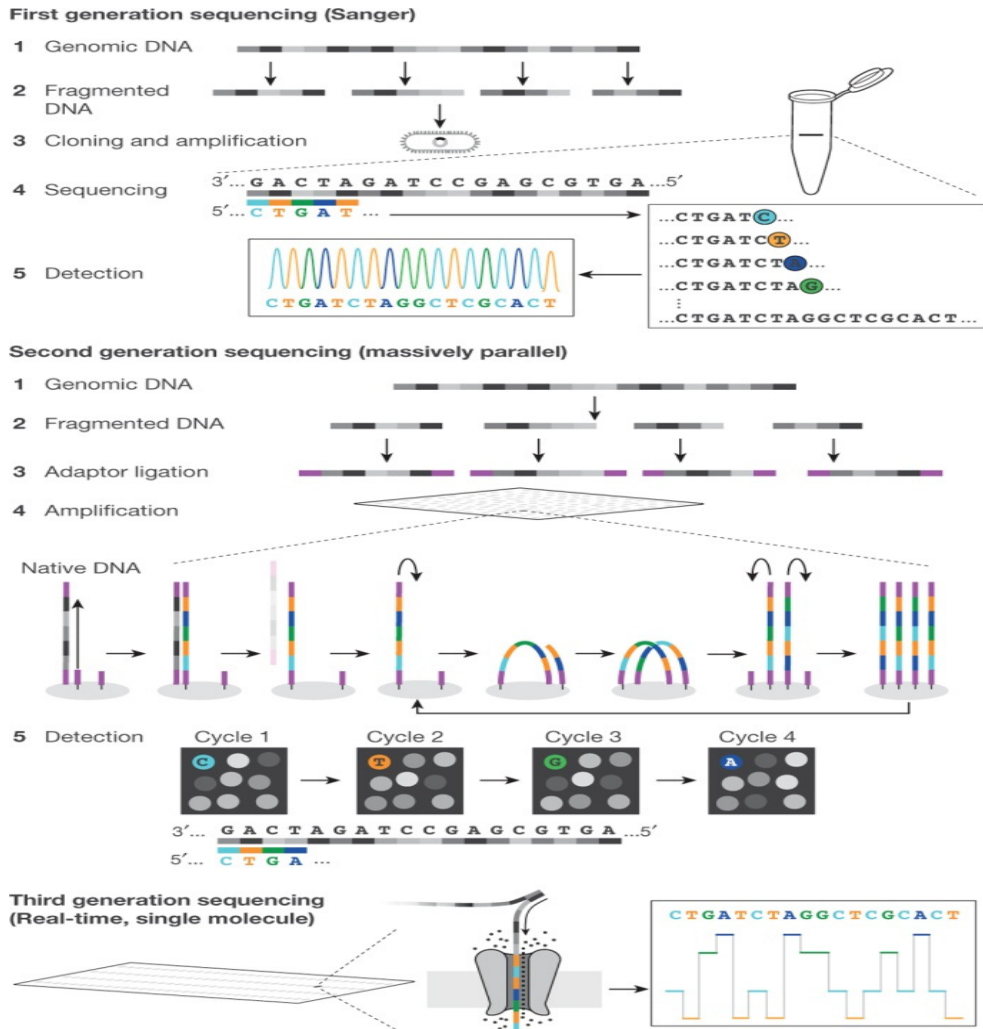 First generation sequencing (Sanger)
1 Genomic DNA
2 Fragmented
DNA
3 Cloning and amplification
4 Sequencing
3′...GACTAGATCCGAGCGTGA...5′
5′...CTGAT...
...CTGATC...
...CTGATCT...
...CTGATCTA...
...CTGATCTAG...
⋮
...CTGATCTAGGCTCGCACT...
5 Detection
CTGATCTAGGCTCGCACT
Second generation sequencing (massively parallel)
1 Genomic DNA
2 Fragmented DNA
3 Adaptor ligation
4 Amplification
Native DNA
5 Detection
Cycle 1 Cycle 2 Cycle 3 Cycle 4
C T G A
3′... GACTAGATCCGAGCGTGA ...5′
5′... CTGA ...
Third generation sequencing
(Real-time, single molecule)
CTGATCTAGGCTCGCACT